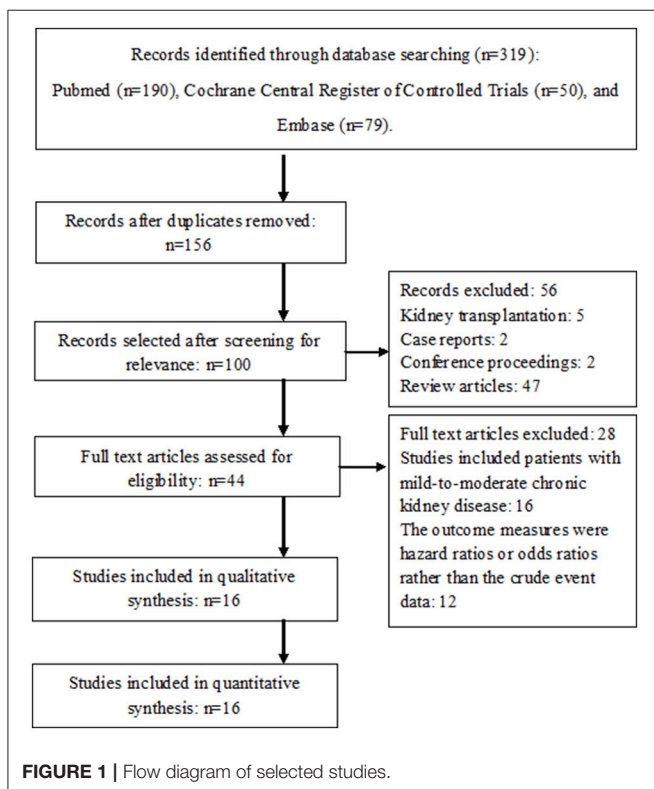 Records identified through database searching (n=319):
Pubmed (n=190), Cochrane Central Register of Controlled Trials (n=50), and
Embase (n=79).
Records after duplicates removed:
n=156
Records excluded: 56
Kidney transplantation: 5
Case reports: 2
Conference proceedings: 2
Review articles: 47
Records selected after screening for
relevance: n=100
Full text articles excluded: 28
Studies included patients with
mild-to-moderate chronic
kidney disease: 16
The outcome measures were
hazard ratios or odds ratios
rather than the crude event
data: 12
Full text articles assessed for
eligibility: n=44
Studies included in qualitative
synthesis: n=16
Studies included in quantitative
synthesis: n=16
FIGURE 1 | Flow diagram of selected studies.